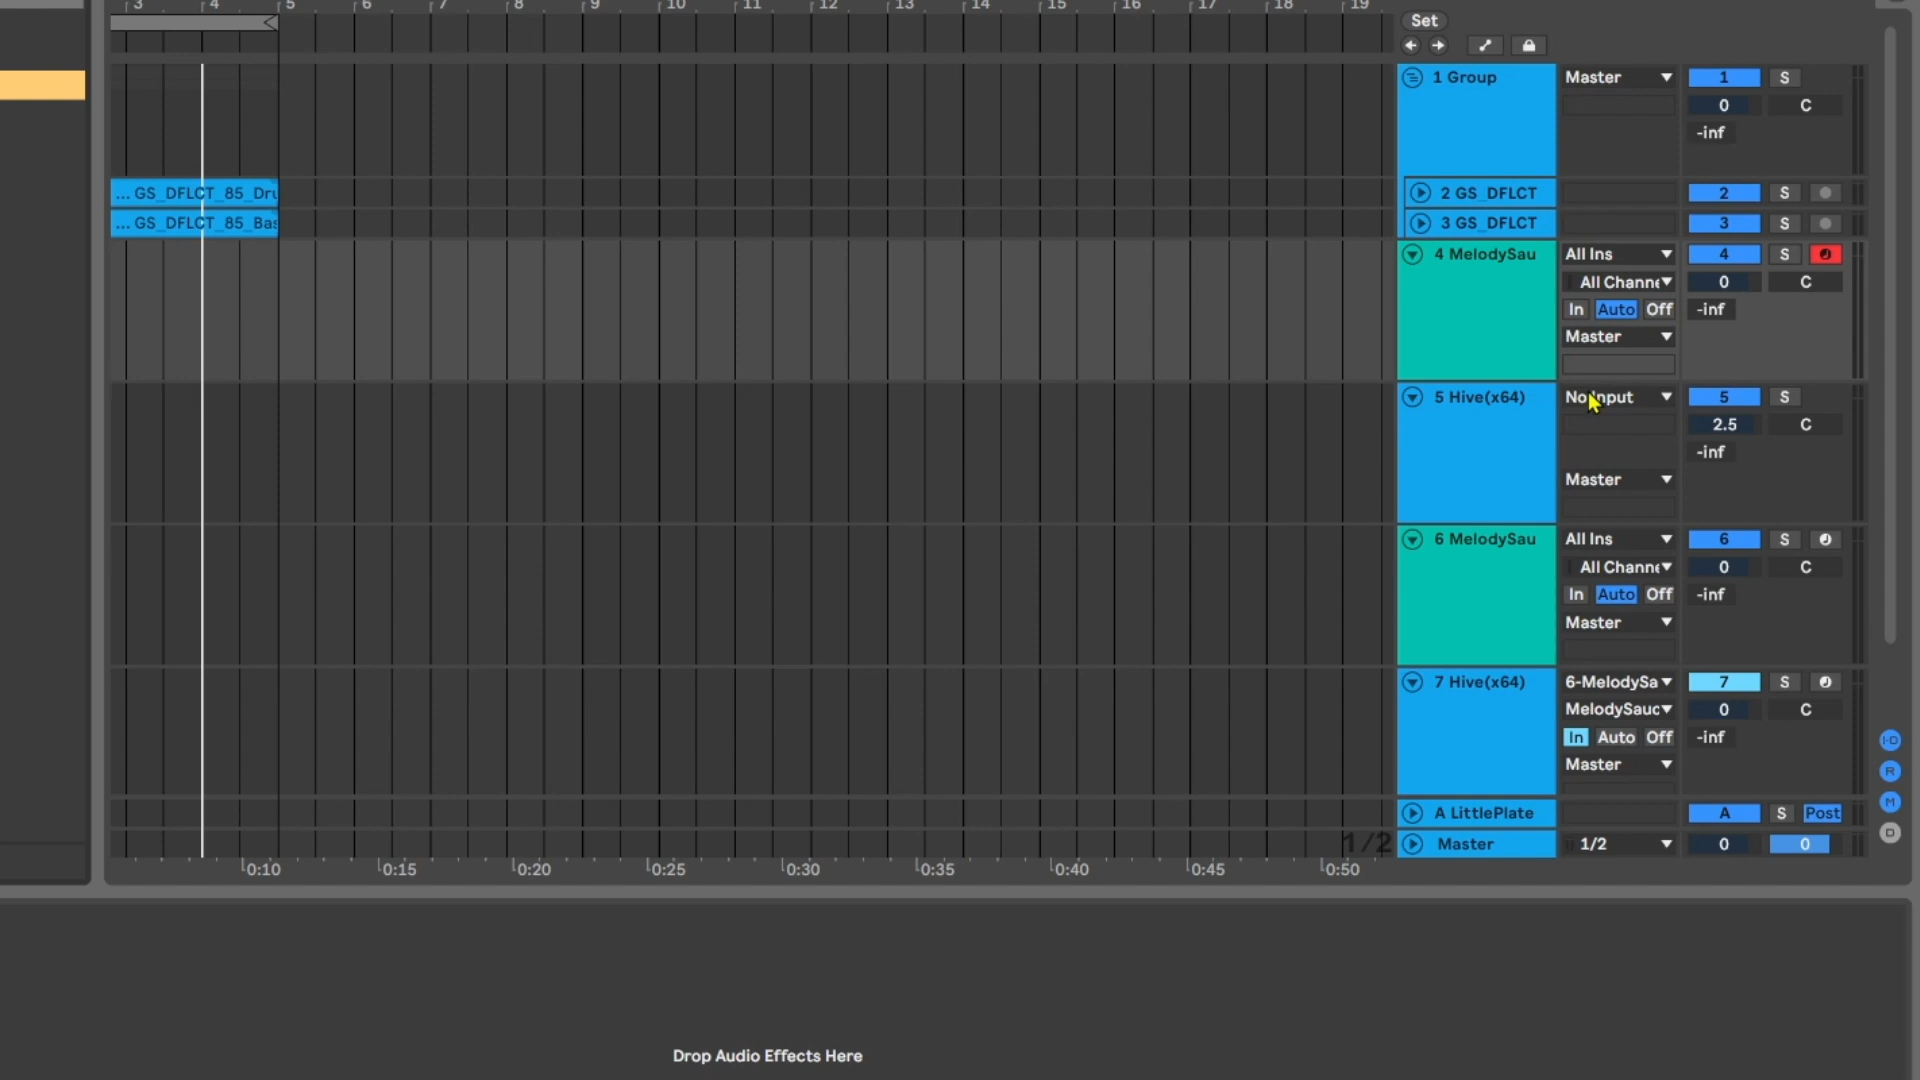 3 4 5 6 7 8 9 10 11 12 13 14 15 16 17 18 19
Set
1 Group Master 1 S
0 C
-inf
... GS_DFLCT_85_Dru 2 GS_DFLCT 2 S
... GS_DFLCT_85_Bas 3 GS_DFLCT 3 S
4 MelodySau All Ins 4 S
All Channe 0 C
In Auto Off -inf
Master
5 Hive(x64) No Input 5 S
2.5 C
-inf
Master
6 MelodySau All Ins 6 S
All Channe 0 C
In Auto Off -inf
Master
7 Hive(x64) 6-MelodySa 7 S
MelodySauc 0 C
In Auto Off -inf
I·O
Master
R
M
A LittlePlate A S Post
D
1/2 Master 1/2 0 0
0:10 0:15 0:20 0:25 0:30 0:35 0:40 0:45 0:50
Drop Audio Effects Here